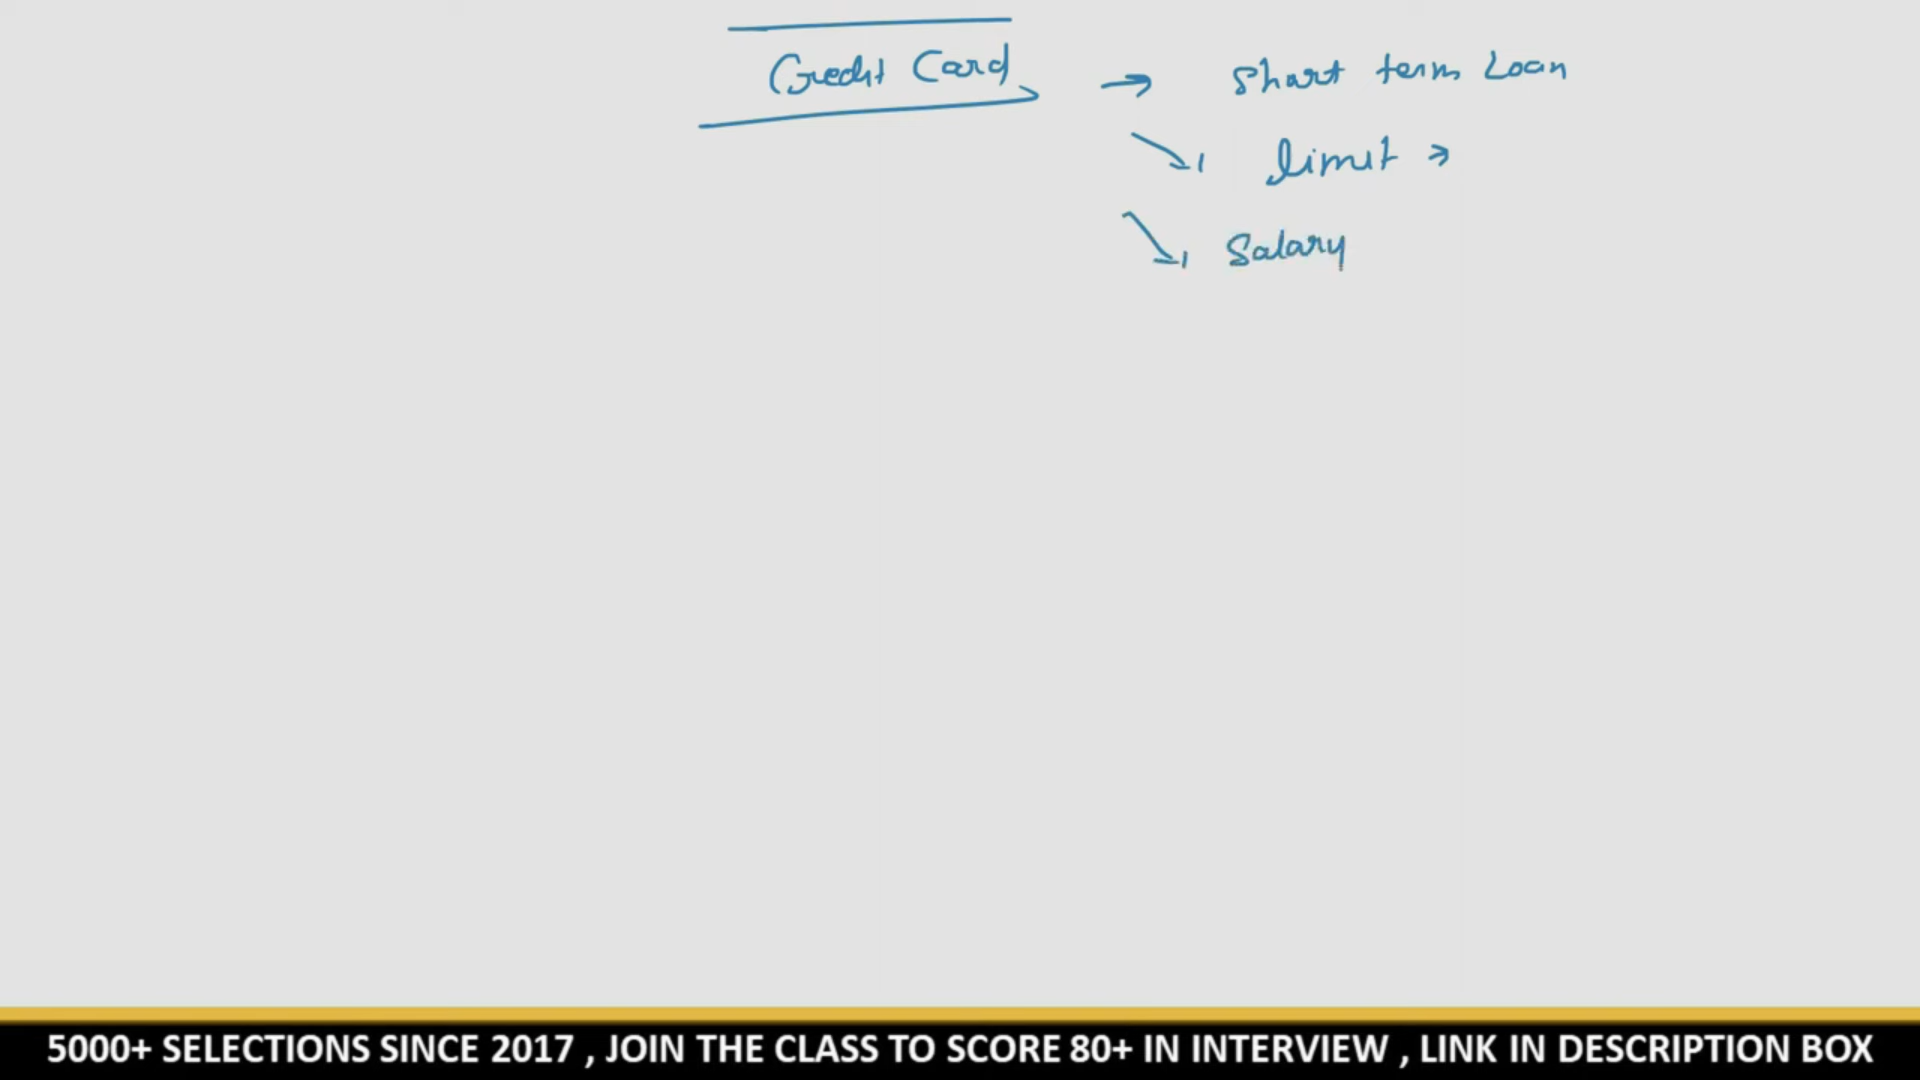 Credit Card → Short term Loan
limit →
Salary
5000+ SELECTIONS SINCE 2017 , JOIN THE CLASS TO SCORE 80+ IN INTERVIEW , LINK IN DESCRIPTION BOX